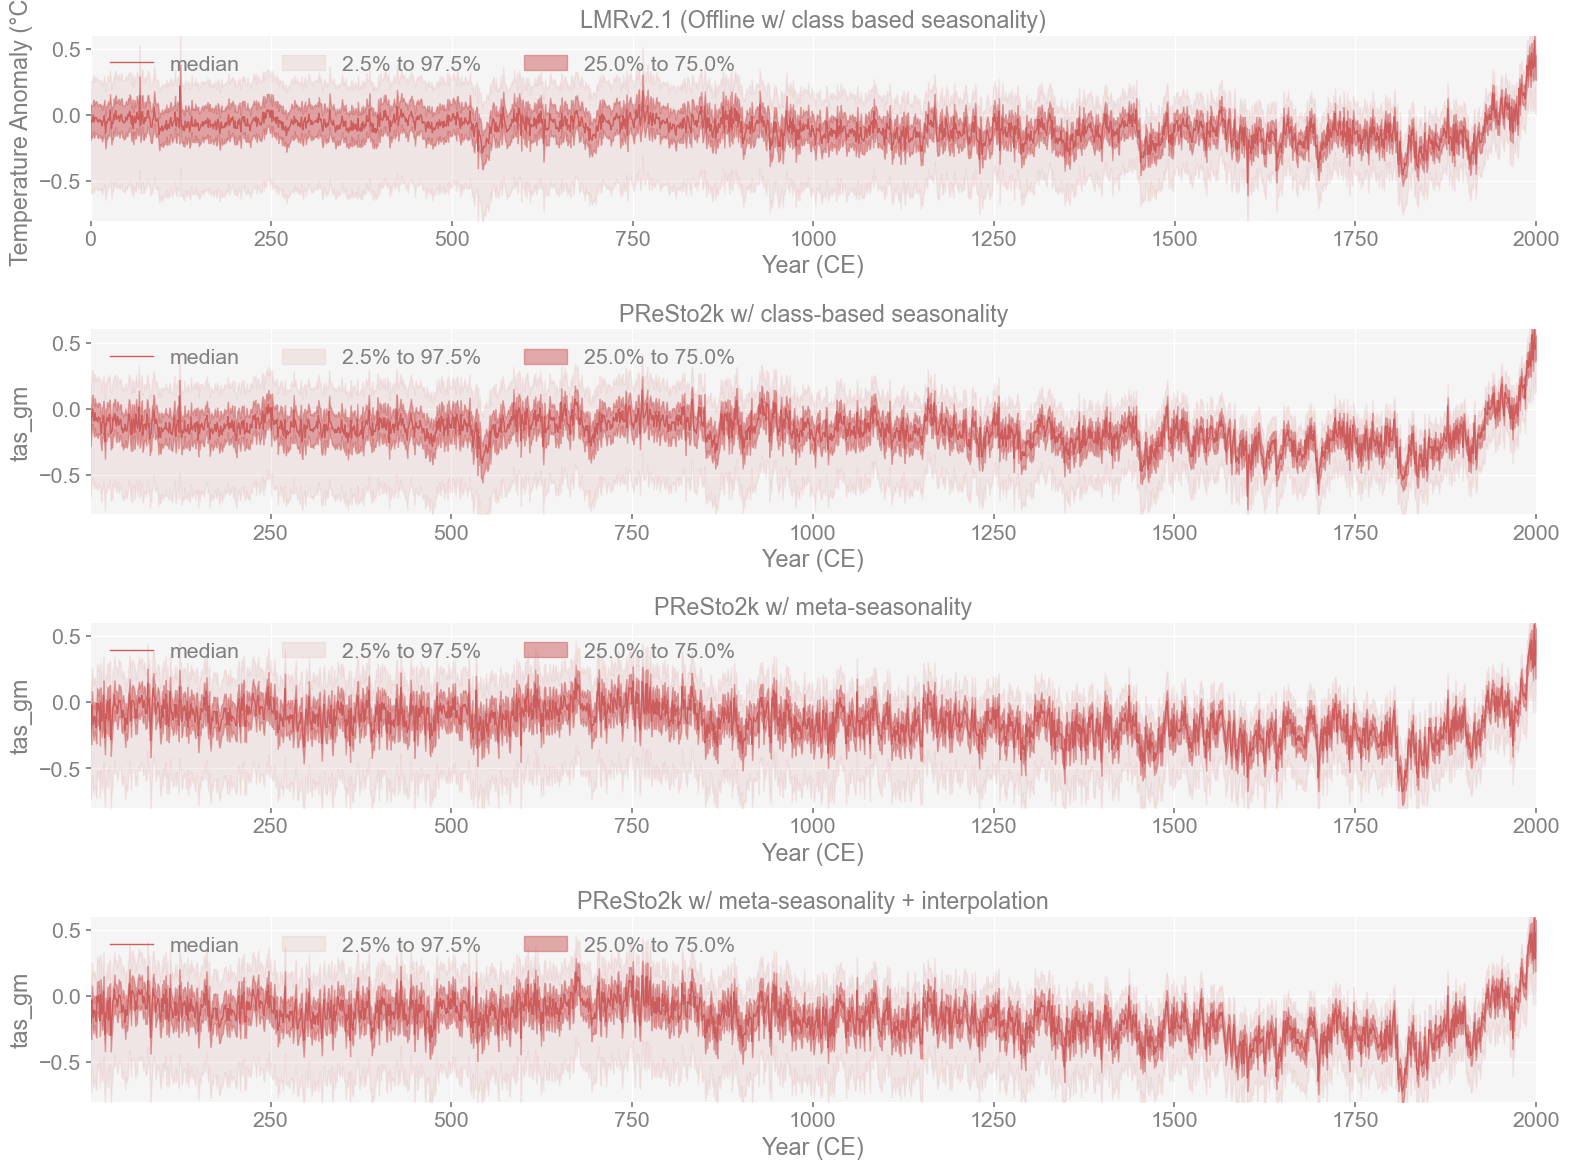 LMRv2.1 (Offline w/ class based seasonality)
Temperature Anomaly (°C
0.5
0.0
−0.5
median 2.5% to 97.5% 25.0% to 75.0%
0 250 500 750 1000 1250 1500 1750 2000
Year (CE)
PReSto2k w/ class-based seasonality
tas_gm
0.5
0.0
−0.5
median 2.5% to 97.5% 25.0% to 75.0%
250 500 750 1000 1250 1500 1750 2000
Year (CE)
PReSto2k w/ meta-seasonality
tas_gm
0.5
0.0
−0.5
median 2.5% to 97.5% 25.0% to 75.0%
250 500 750 1000 1250 1500 1750 2000
Year (CE)
PReSto2k w/ meta-seasonality + interpolation
tas_gm
0.5
0.0
−0.5
median 2.5% to 97.5% 25.0% to 75.0%
250 500 750 1000 1250 1500 1750 2000
Year (CE)